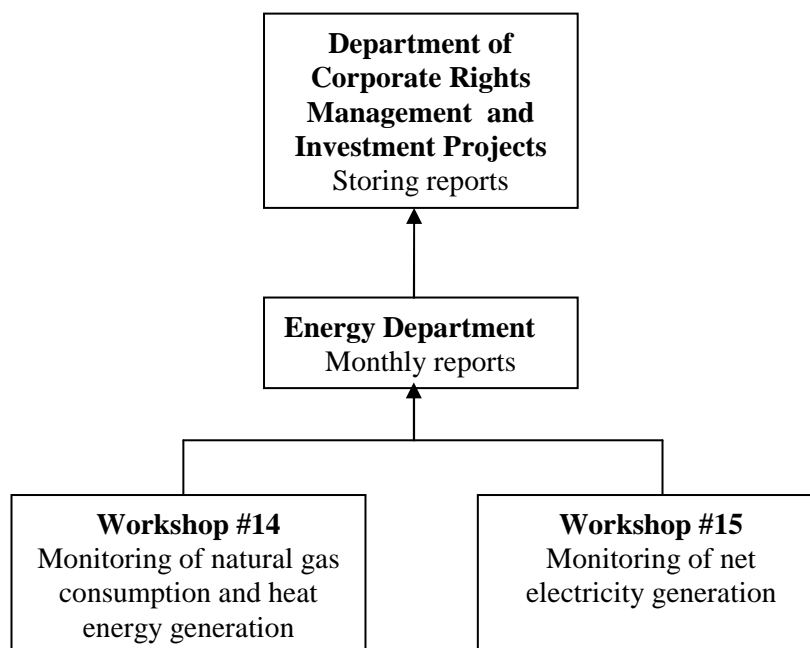 Department of
Corporate Rights
Management and
Investment Projects
Storing reports
Energy Department
Monthly reports
Workshop #14
Monitoring of natural gas
consumption and heat
energy generation
Workshop #15
Monitoring of net
electricity generation